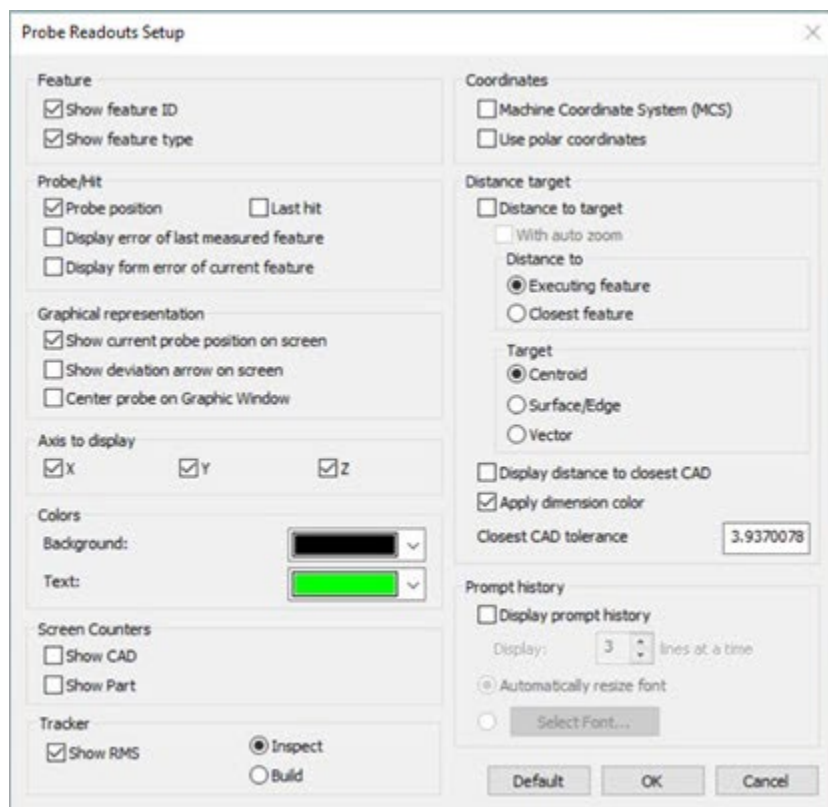 Probe Readouts Setup
Feature
Show feature ID
Show feature type
Probe/Hit
Probe position Last hit
Display error of last measured feature
Display form error of current feature
Graphical representation
Show current probe position on screen
Show deviation arrow on screen
Center probe on Graphic Window
Axis to display
X Y Z
Colors
Background:
Text:
Screen Counters
Show CAD
Show Part
Tracker
Show RMS Inspect
Build
Coordinates
Machine Coordinate System (MCS)
Use polar coordinates
Distance target
Distance to target
With auto zoom
Distance to
Executing feature
Closest feature
Target
Centroid
Surface/Edge
Vector
Display distance to closest CAD
Apply dimension color
Closest CAD tolerance 3.9370078
Prompt history
Display prompt history
Display: 3 lines at a time
Automatically resize font
Select Font...
Default OK Cancel